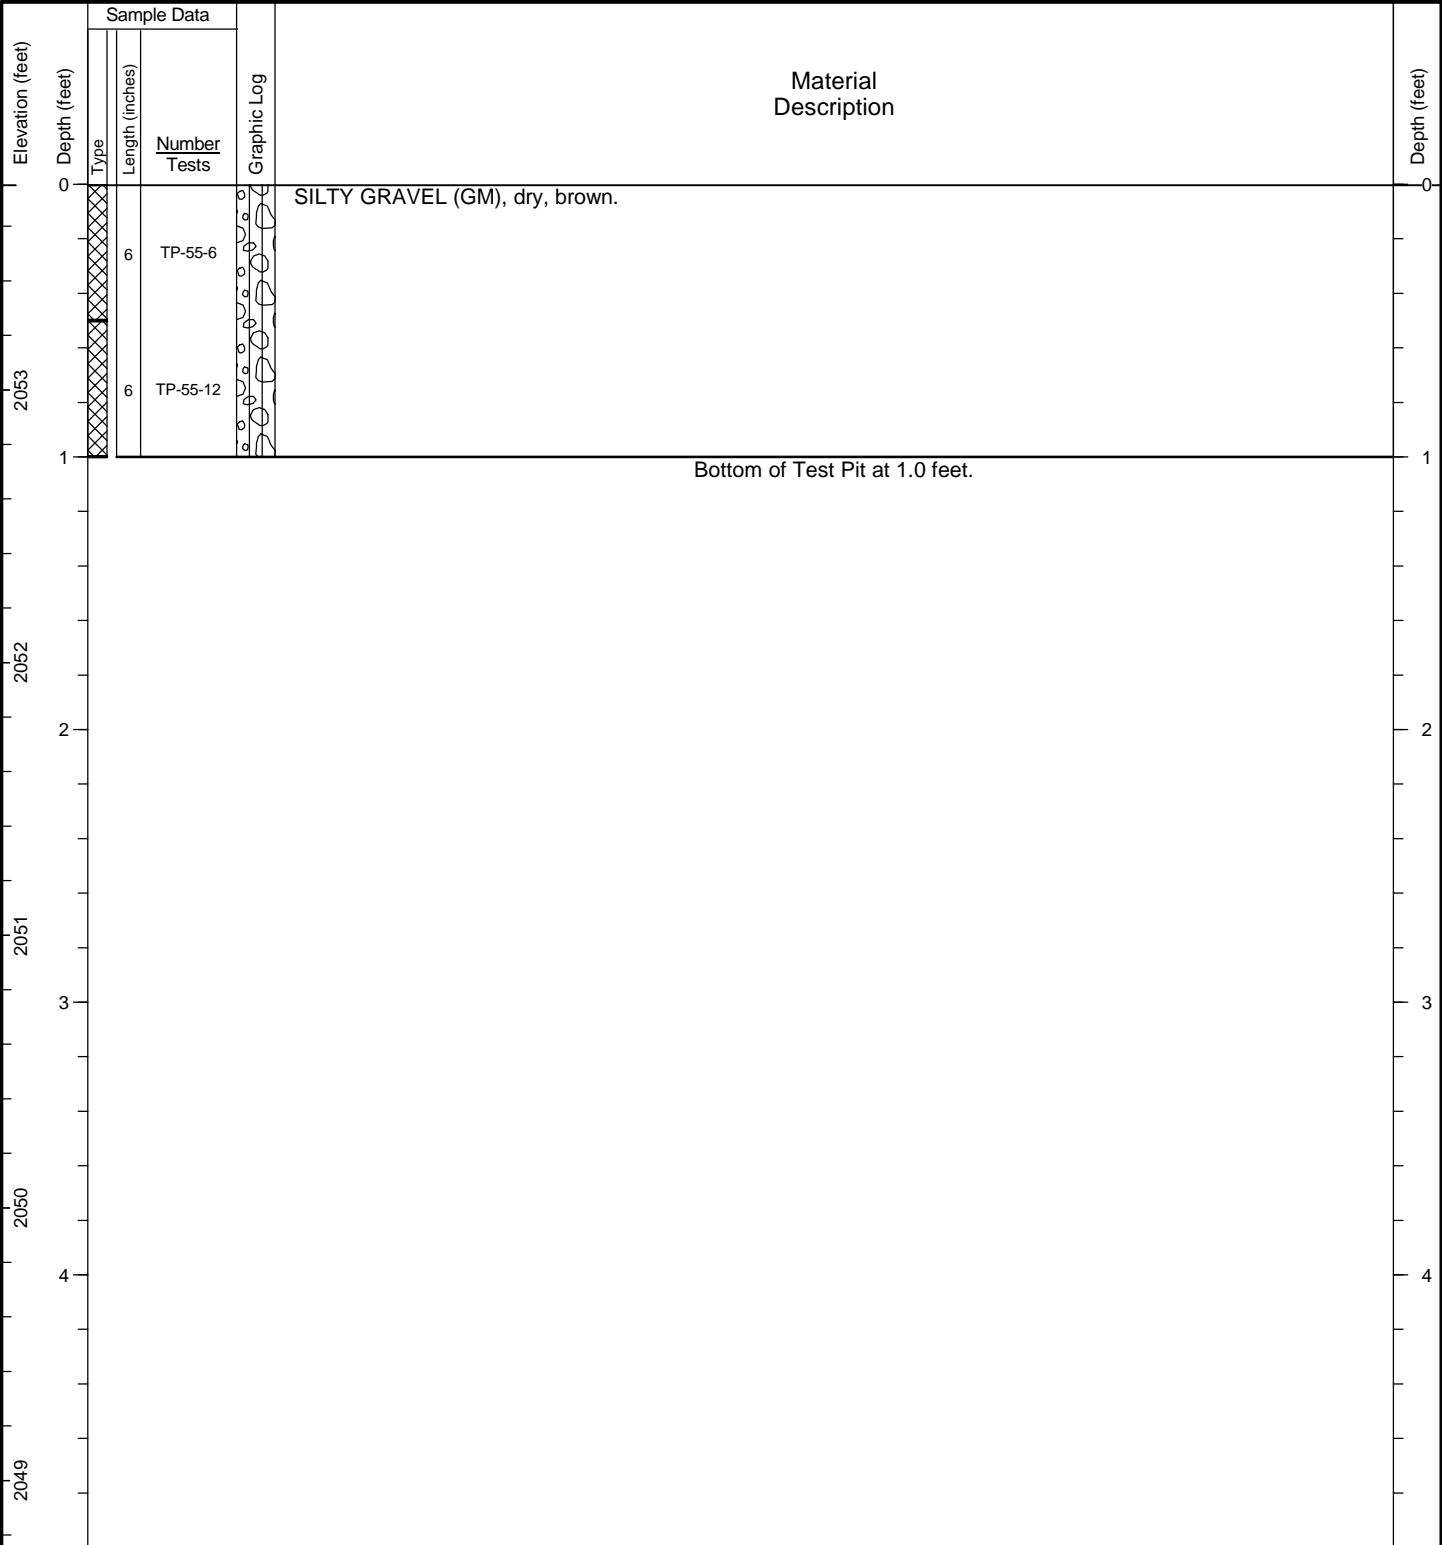 Sample Data
Elevation (feet)
Depth (feet)
Type
Length (inches)
Number
Tests
Graphic Log
Material
Description
Depth (feet)
0
SILTY GRAVEL (GM), dry, brown.
0
6
TP-55-6
2053
6
TP-55-12
1
Bottom of Test Pit at 1.0 feet.
1
2052
2
2
2051
3
3
2050
4
4
2049